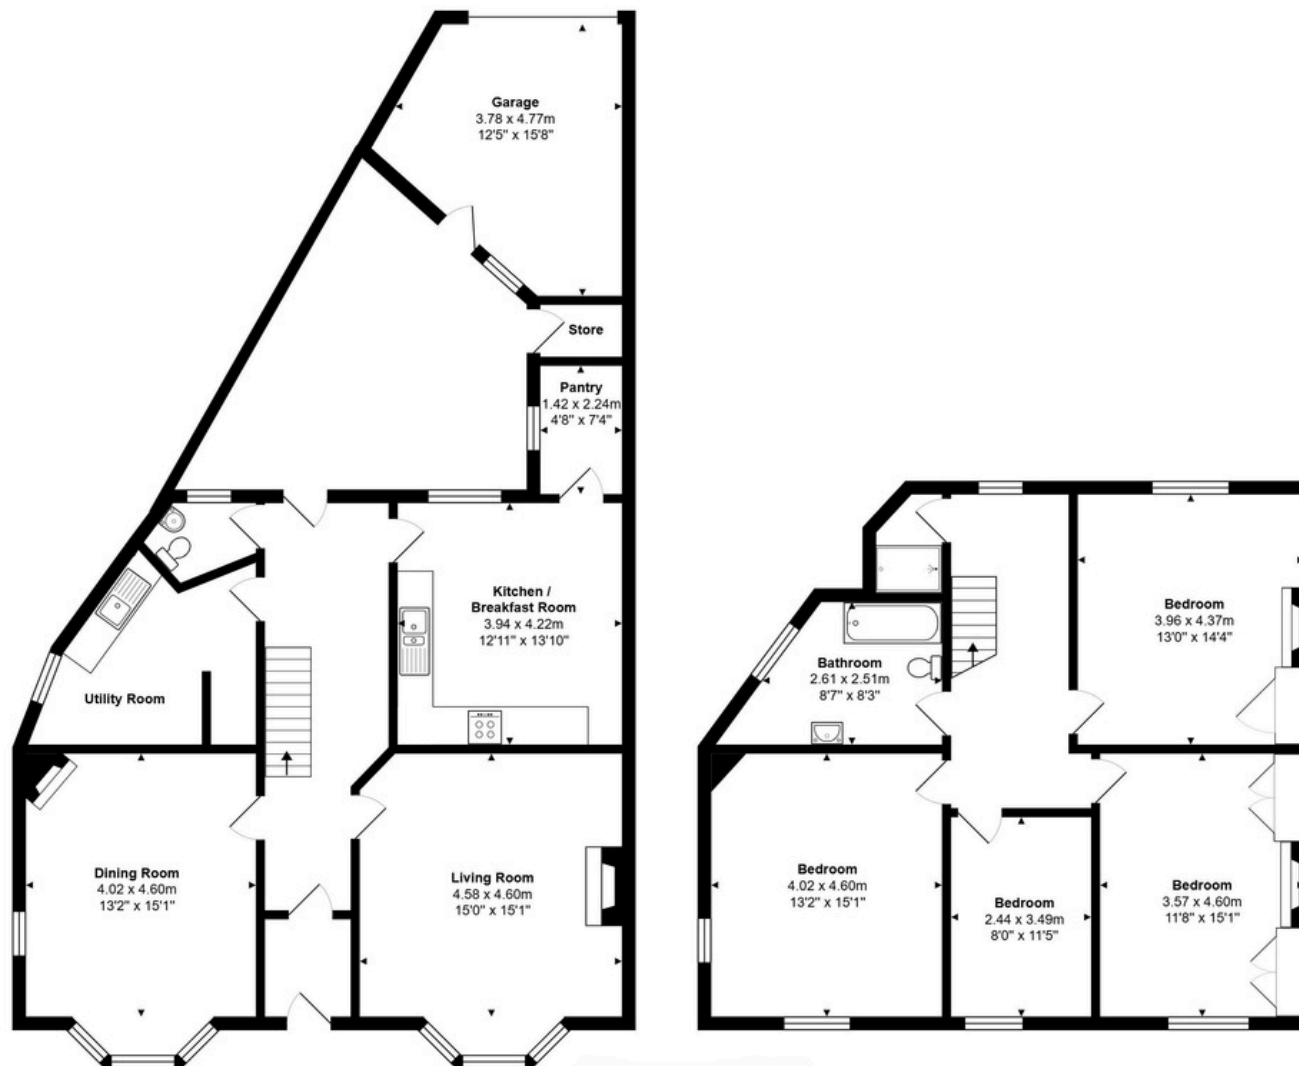 Garage
3.78 x 4.77m
12'5" x 15'8"
Store
Pantry
1.42 x 2.24m
4'8" x 7'4"
Kitchen /
Breakfast Room
3.94 x 4.22m
12'11" x 13'10"
Utility Room
Dining Room
4.02 x 4.60m
13'2" x 15'1"
Living Room
4.58 x 4.60m
15'0" x 15'1"
Bedroom
3.96 x 4.37m
13'0" x 14'4"
Bathroom
2.61 x 2.51m
8'7" x 8'3"
Bedroom
4.02 x 4.60m
13'2" x 15'1"
Bedroom
2.44 x 3.49m
8'0" x 11'5"
Bedroom
3.57 x 4.60m
11'8" x 15'1"